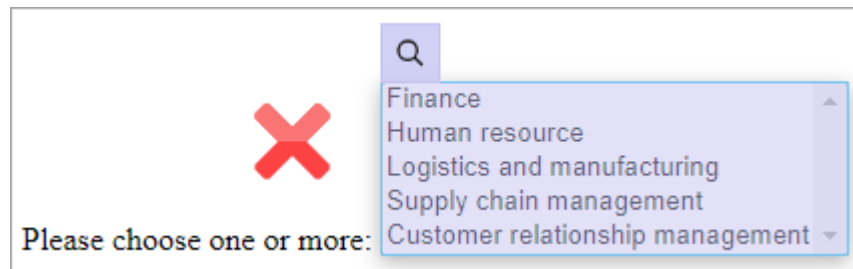 Finance
Human resource
Logistics and manufacturing
Supply chain management
Please choose one or more: Customer relationship management